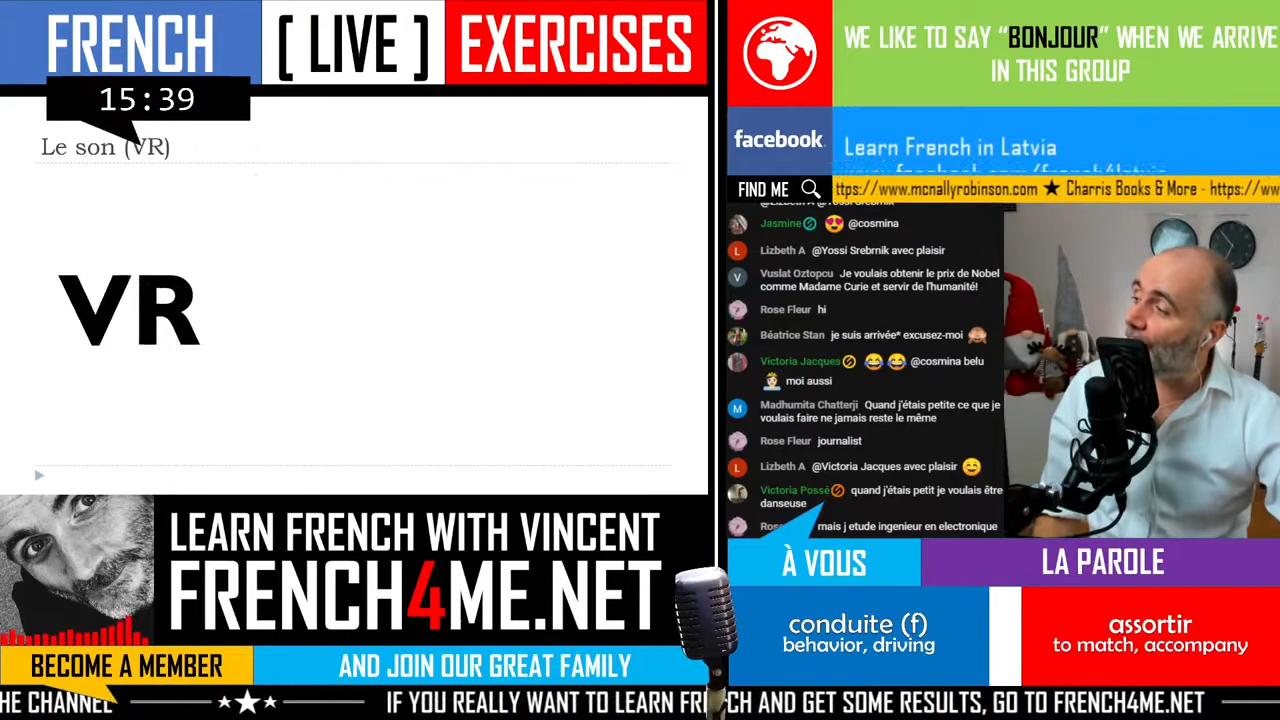 FRENCH
[ LIVE ]
EXERCISES
15:39
Le son (VR)
VR
LEARN FRENCH WITH VINCENT
FRENCH4ME.NET
BECOME A MEMBER
AND JOIN OUR GREAT FAMILY
WE LIKE TO SAY “BONJOUR” WHEN WE ARRIVE
IN THIS GROUP
facebook.
Learn French in Latvia
FIND ME
ttps://www.mcnallyrobinson.com ★ Charris Books & More - https://www
@Lizbeth A @Yossi Srebrnik
Jasmine 😍 @cosmina
L Lizbeth A @Yossi Srebrnik avec plaisir
V Vuslat Oztopcu Je voulais obtenir le prix de Nobel
comme Madame Curie et servir de l'humanité!
Rose Fleur hi
Béatrice Stan je suis arrivée* excusez-moi 🙈
Victoria Jacques 😂 😂 @cosmina belu
👸 moi aussi
M Madhumita Chatterji Quand j'étais petite ce que je
voulais faire ne jamais reste le même
Rose Fleur journalist
L Lizbeth A @Victoria Jacques avec plaisir 😊
Victoria Possé quand j'étais petit je voulais être
danseuse
Rose mais j etude ingenieur en electronique
À VOUS
LA PAROLE
conduite (f)
behavior, driving
assortir
to match, accompany
HE CHANNEL ★ IF YOU REALLY WANT TO LEARN FRENCH AND GET SOME RESULTS, GO TO FRENCH4ME.NET